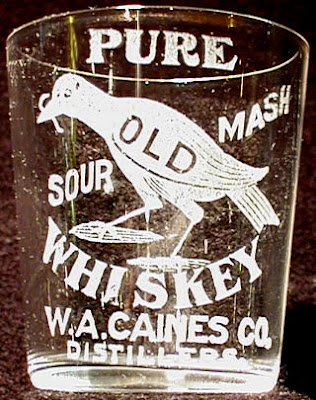 PURE
OLD
SOUR MASH
WHISKEY
W.A. CAINES CO.
DISTILLERS.